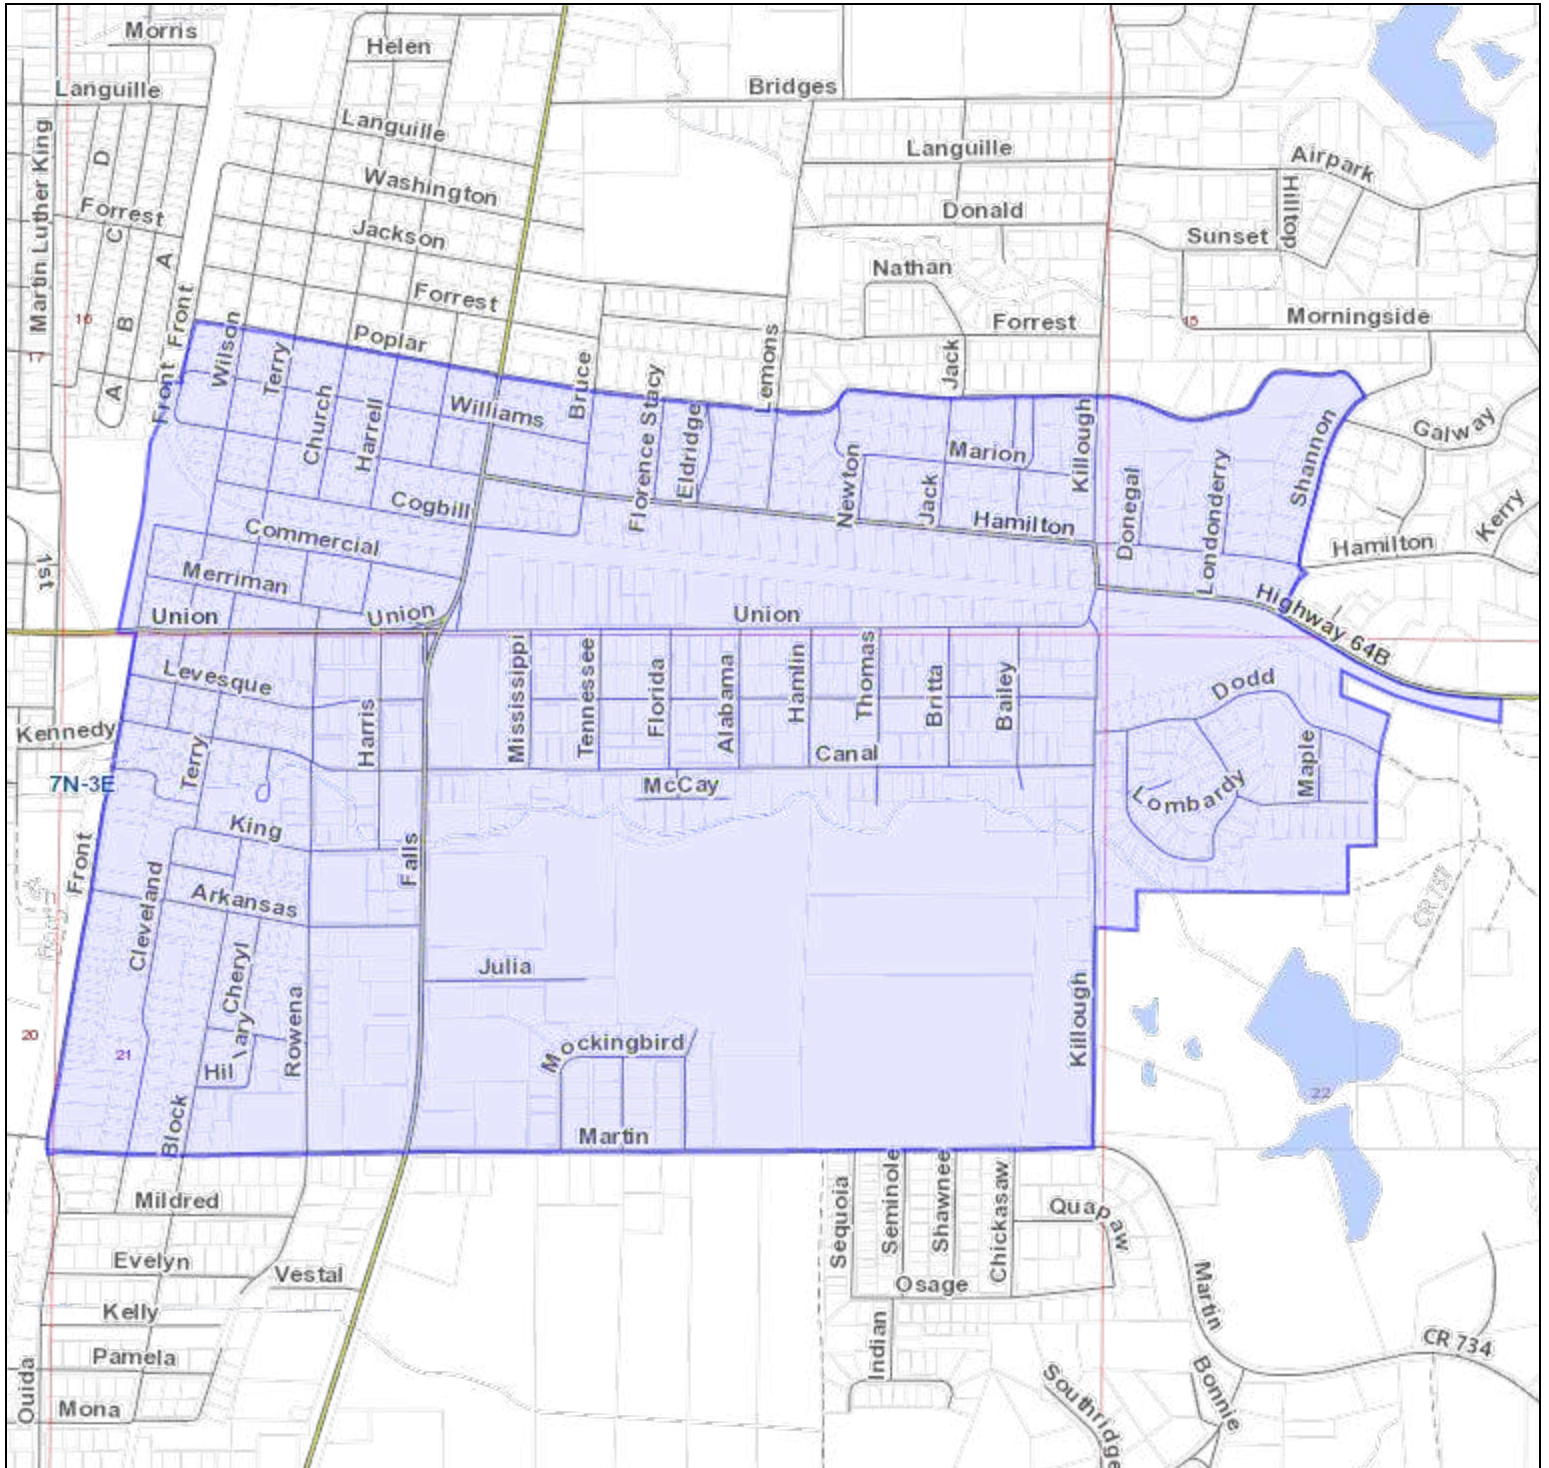 Morris
Helen
Languille
Bridges
Languille
Languille
Martin Luther King
D
Washington
Airpark
Hilltop
Forrest
C
Donald
Jackson
Sunset
A
Nathan
Forrest
Front
16
B
Forrest
15
Morningside
Wilson
Poplar
17
Terry
Lemons
Jack
Bruce
Florence Stacy
A
Front
Church
Harrell
Williams
Eldridge
Killough
Galway
Shannon
Marion
Newton
Jack
Donegal
Londonderry
Cogbill
Hamilton
Kerry
Commercial
Hamilton
1st
Merriman
Union
Union
Union
Highway 64B
Levesque
Mississippi
Tennessee
Florida
Alabama
Hamlin
Thomas
Britta
Bailey
Dodd
Harris
Kennedy
Terry
Canal
Maple
7N-3E
McCay
Lombardy
King
Front
Falls
Cleveland
Arkansas
CR 737
Cheryl
Julia
Rowena
Killough
20
21
Hil\ary
Mockingbird
22
Block
Martin
Mildred
Sequoia
Seminole
Shawnee
Chickasaw
Quapaw
Evelyn
Vestal
Osage
Martin
Kelly
Indian
CR 734
Pamela
Ouida
Mona
Southridge
Bonnie